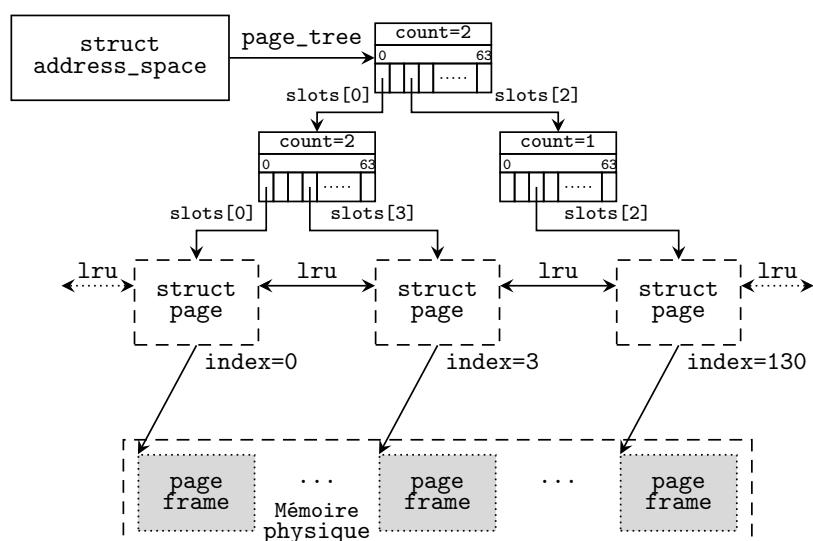 struct
address_space
page_tree
count=2
0 63
.....
slots[0]
slots[2]
count=2
0 63
.....
count=1
0 63
.....
slots[0]
slots[3]
slots[2]
lru
struct
page
lru
struct
page
lru
struct
page
lru
index=0
index=3
index=130
page
frame
...
page
frame
...
page
frame
Mémoire
physique